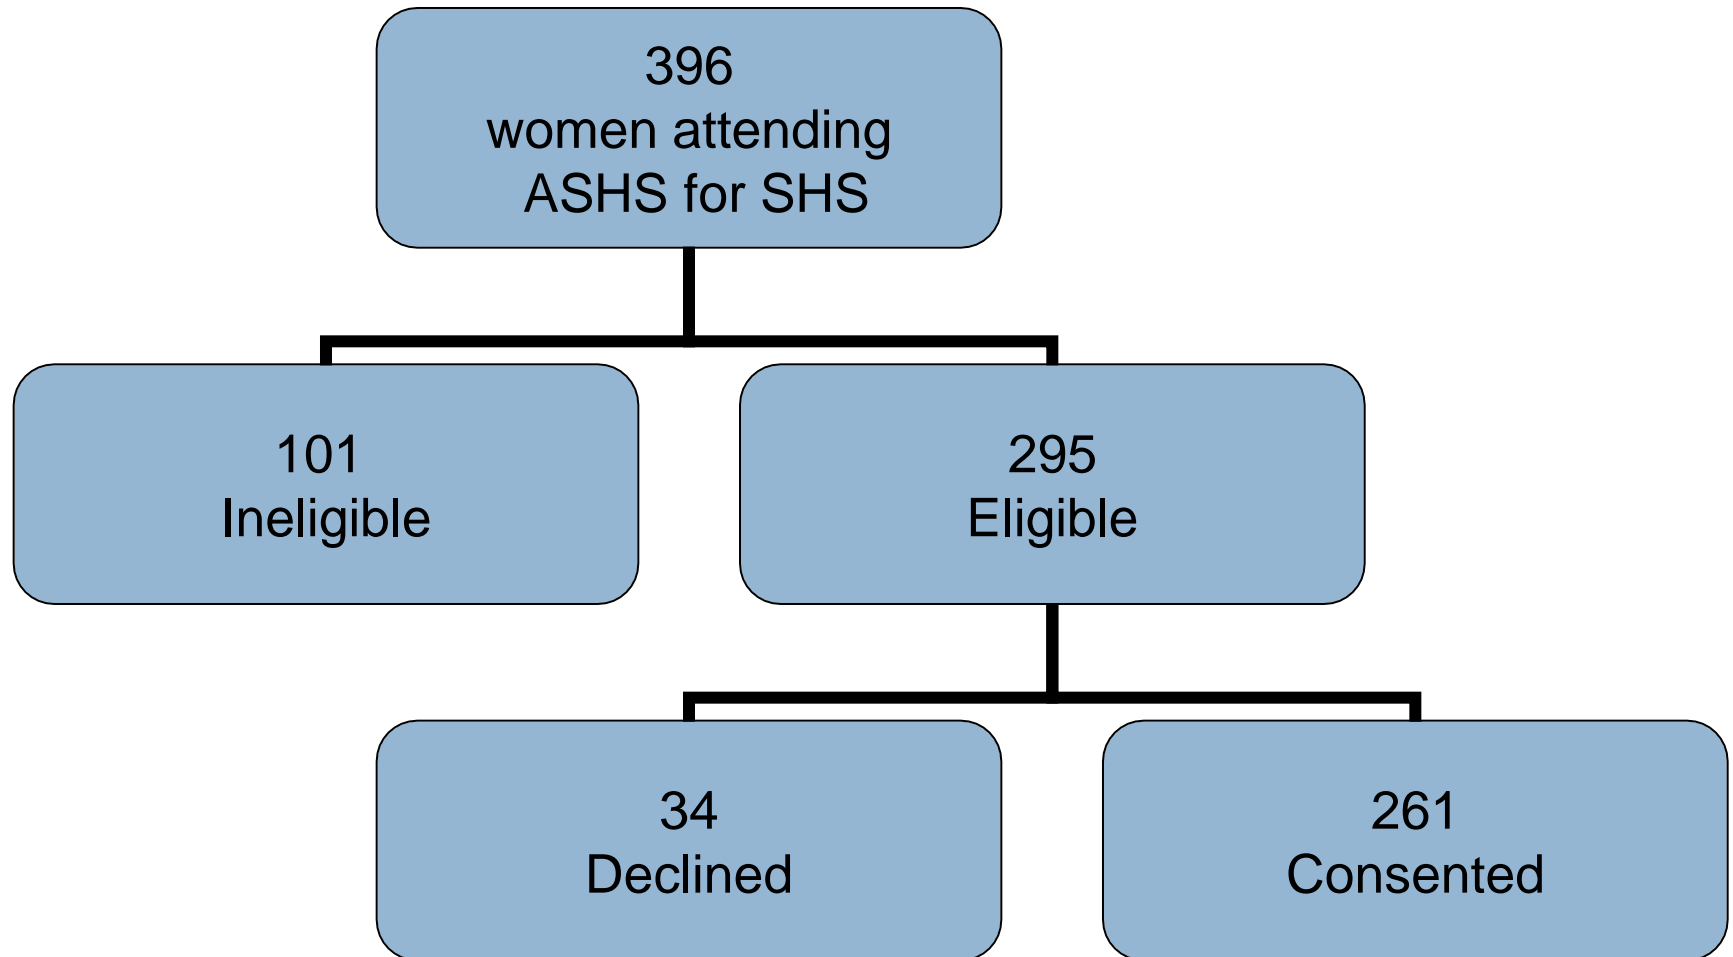 396
women attending
ASHS for SHS
101
Ineligible
295
Eligible
34
Declined
261
Consented